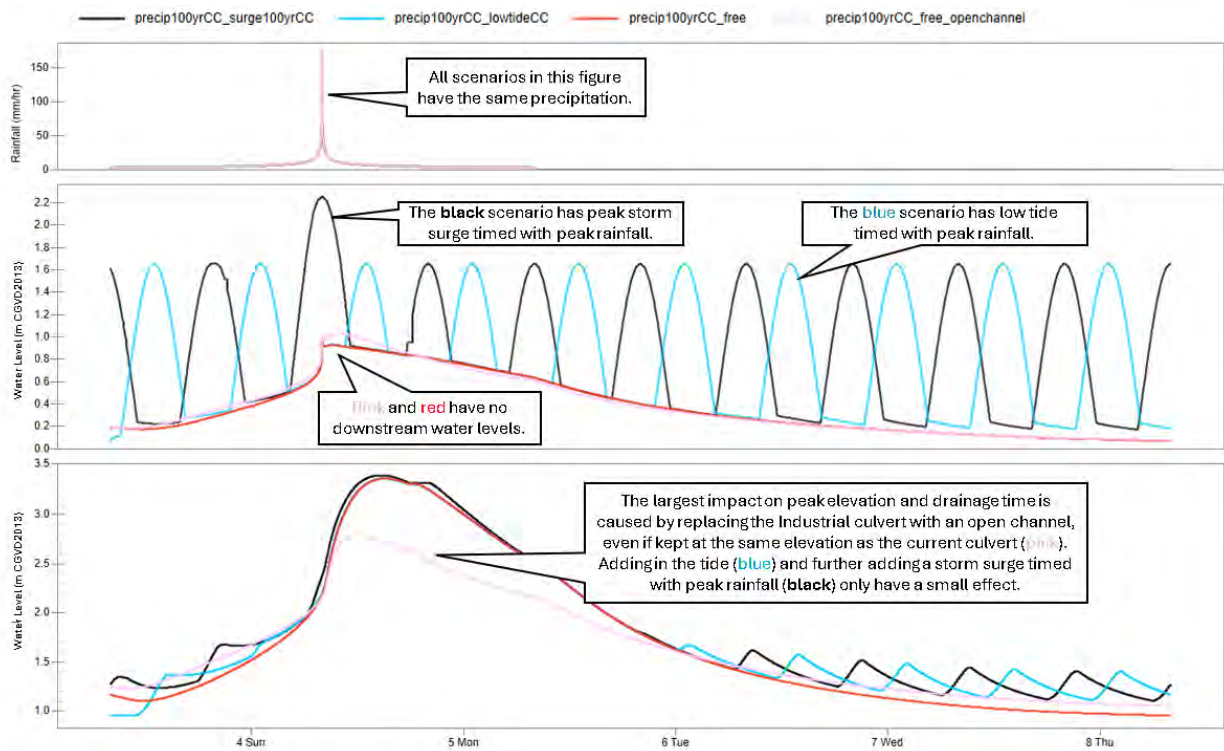 precip100yrCC_surge100yrCC precip100yrCC_lowtideCC precip100yrCC_free precip100yrCC_free_openchannel
Rainfall (mm/hr)
150
100
50
0
All scenarios in this figure
have the same precipitation.
Water Level (m CGVD2013)
2.2
2.0
1.8
1.6
1.4
1.2
1.0
0.8
0.6
0.4
0.2
0.0
The black scenario has peak storm
surge timed with peak rainfall.
The blue scenario has low tide
timed with peak rainfall.
Pink and red have no
downstream water levels.
Water Level (m CGVD2013)
3.5
3.0
2.5
2.0
1.5
1.0
The largest impact on peak elevation and drainage time is
caused by replacing the Industrial culvert with an open channel,
even if kept at the same elevation as the current culvert (pink).
Adding in the tide (blue) and further adding a storm surge timed
with peak rainfall (black) only have a small effect.
4 Sun 5 Mon 6 Tue 7 Wed 8 Thu